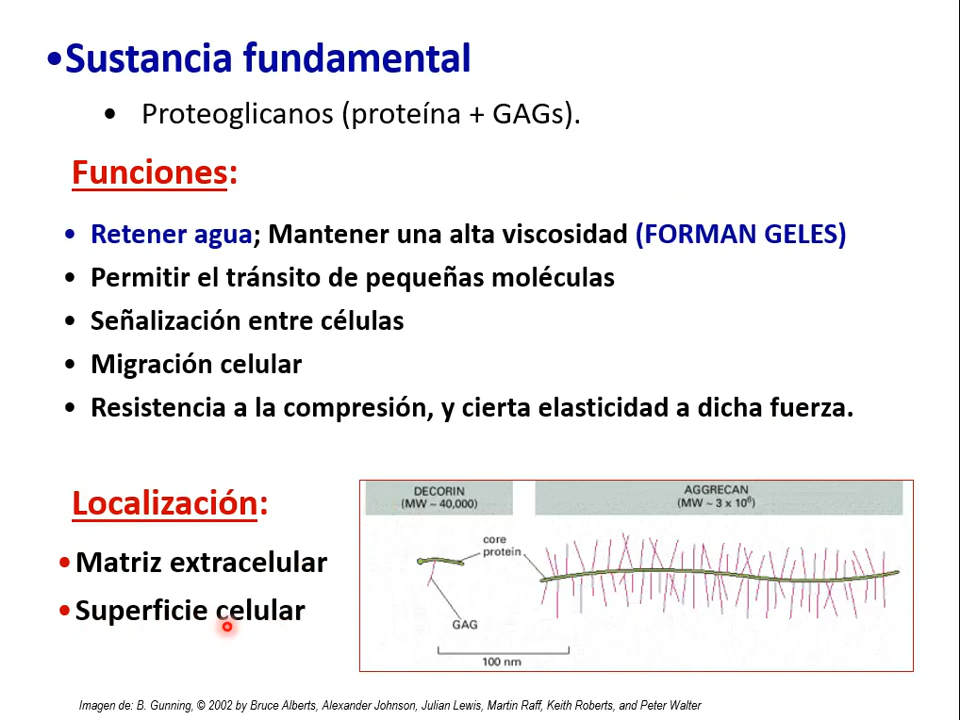 •Sustancia fundamental
• Proteoglicanos (proteína + GAGs).
Funciones:
• Retener agua; Mantener una alta viscosidad (FORMAN GELES)
• Permitir el tránsito de pequeñas moléculas
• Señalización entre células
• Migración celular
• Resistencia a la compresión, y cierta elasticidad a dicha fuerza.
Localización:
•Matriz extracelular
•Superficie celular
DECORIN
(MW ~ 40,000)
AGGRECAN
(MW ~ 3 x 10⁶)
core
protein
GAG
100 nm
Imagen de: B. Gunning, © 2002 by Bruce Alberts, Alexander Johnson, Julian Lewis, Martin Raff, Keith Roberts, and Peter Walter